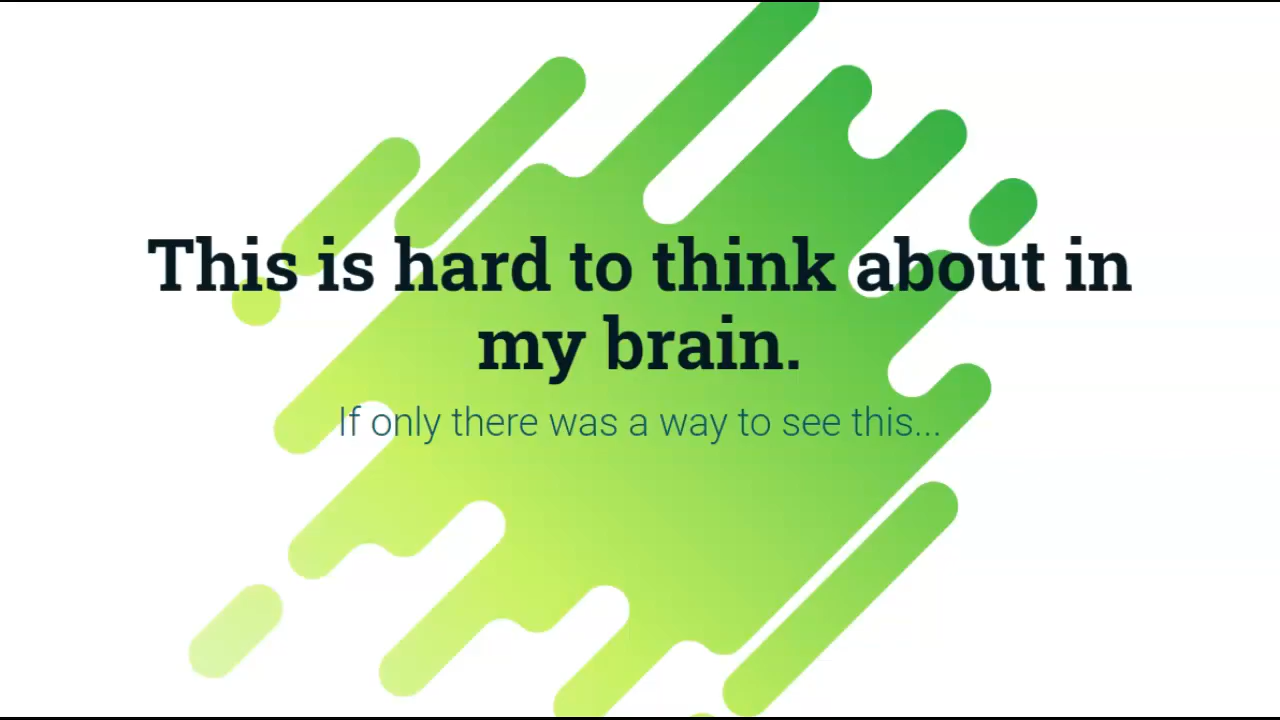 This is hard to think about in
my brain.
If only there was a way to see this...